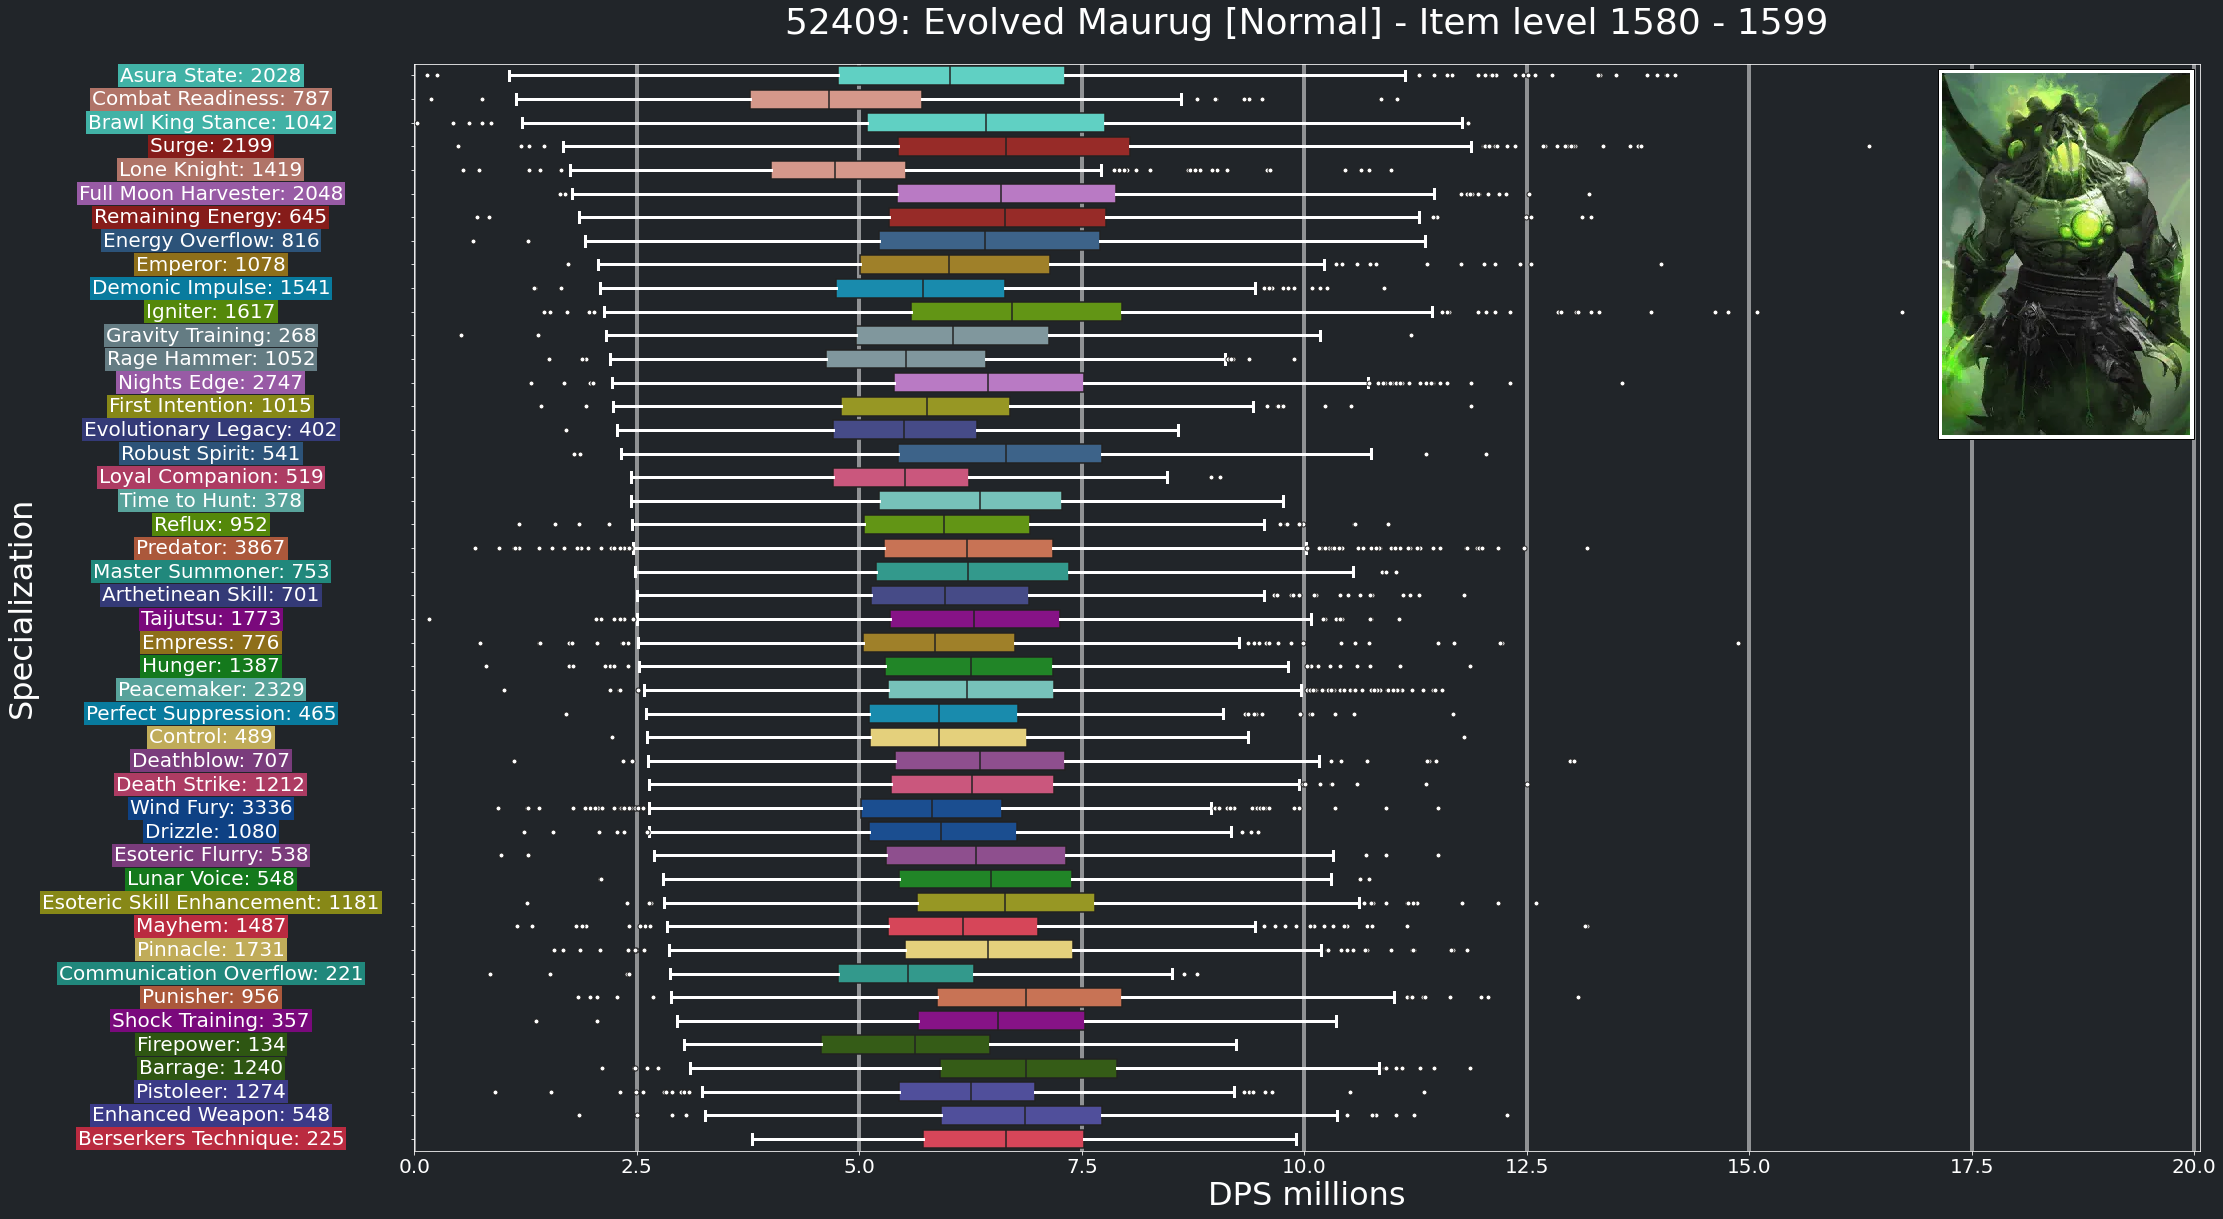 52409: Evolved Maurug [Normal] - Item level 1580 - 1599
Asura State: 2028
Combat Readiness: 787
Brawl King Stance: 1042
Surge: 2199
Lone Knight: 1419
Full Moon Harvester: 2048
Remaining Energy: 645
Energy Overflow: 816
Emperor: 1078
Demonic Impulse: 1541
Igniter: 1617
Gravity Training: 268
Rage Hammer: 1052
Nights Edge: 2747
First Intention: 1015
Evolutionary Legacy: 402
Robust Spirit: 541
Loyal Companion: 519
Time to Hunt: 378
Reflux: 952
Predator: 3867
Master Summoner: 753
Arthetinean Skill: 701
Taijutsu: 1773
Empress: 776
Hunger: 1387
Peacemaker: 2329
Perfect Suppression: 465
Control: 489
Deathblow: 707
Death Strike: 1212
Wind Fury: 3336
Drizzle: 1080
Esoteric Flurry: 538
Lunar Voice: 548
Esoteric Skill Enhancement: 1181
Mayhem: 1487
Pinnacle: 1731
Communication Overflow: 221
Punisher: 956
Shock Training: 357
Firepower: 134
Barrage: 1240
Pistoleer: 1274
Enhanced Weapon: 548
Berserkers Technique: 225
Specialization
0.0 2.5 5.0 7.5 10.0 12.5 15.0 17.5 20.0
DPS millions